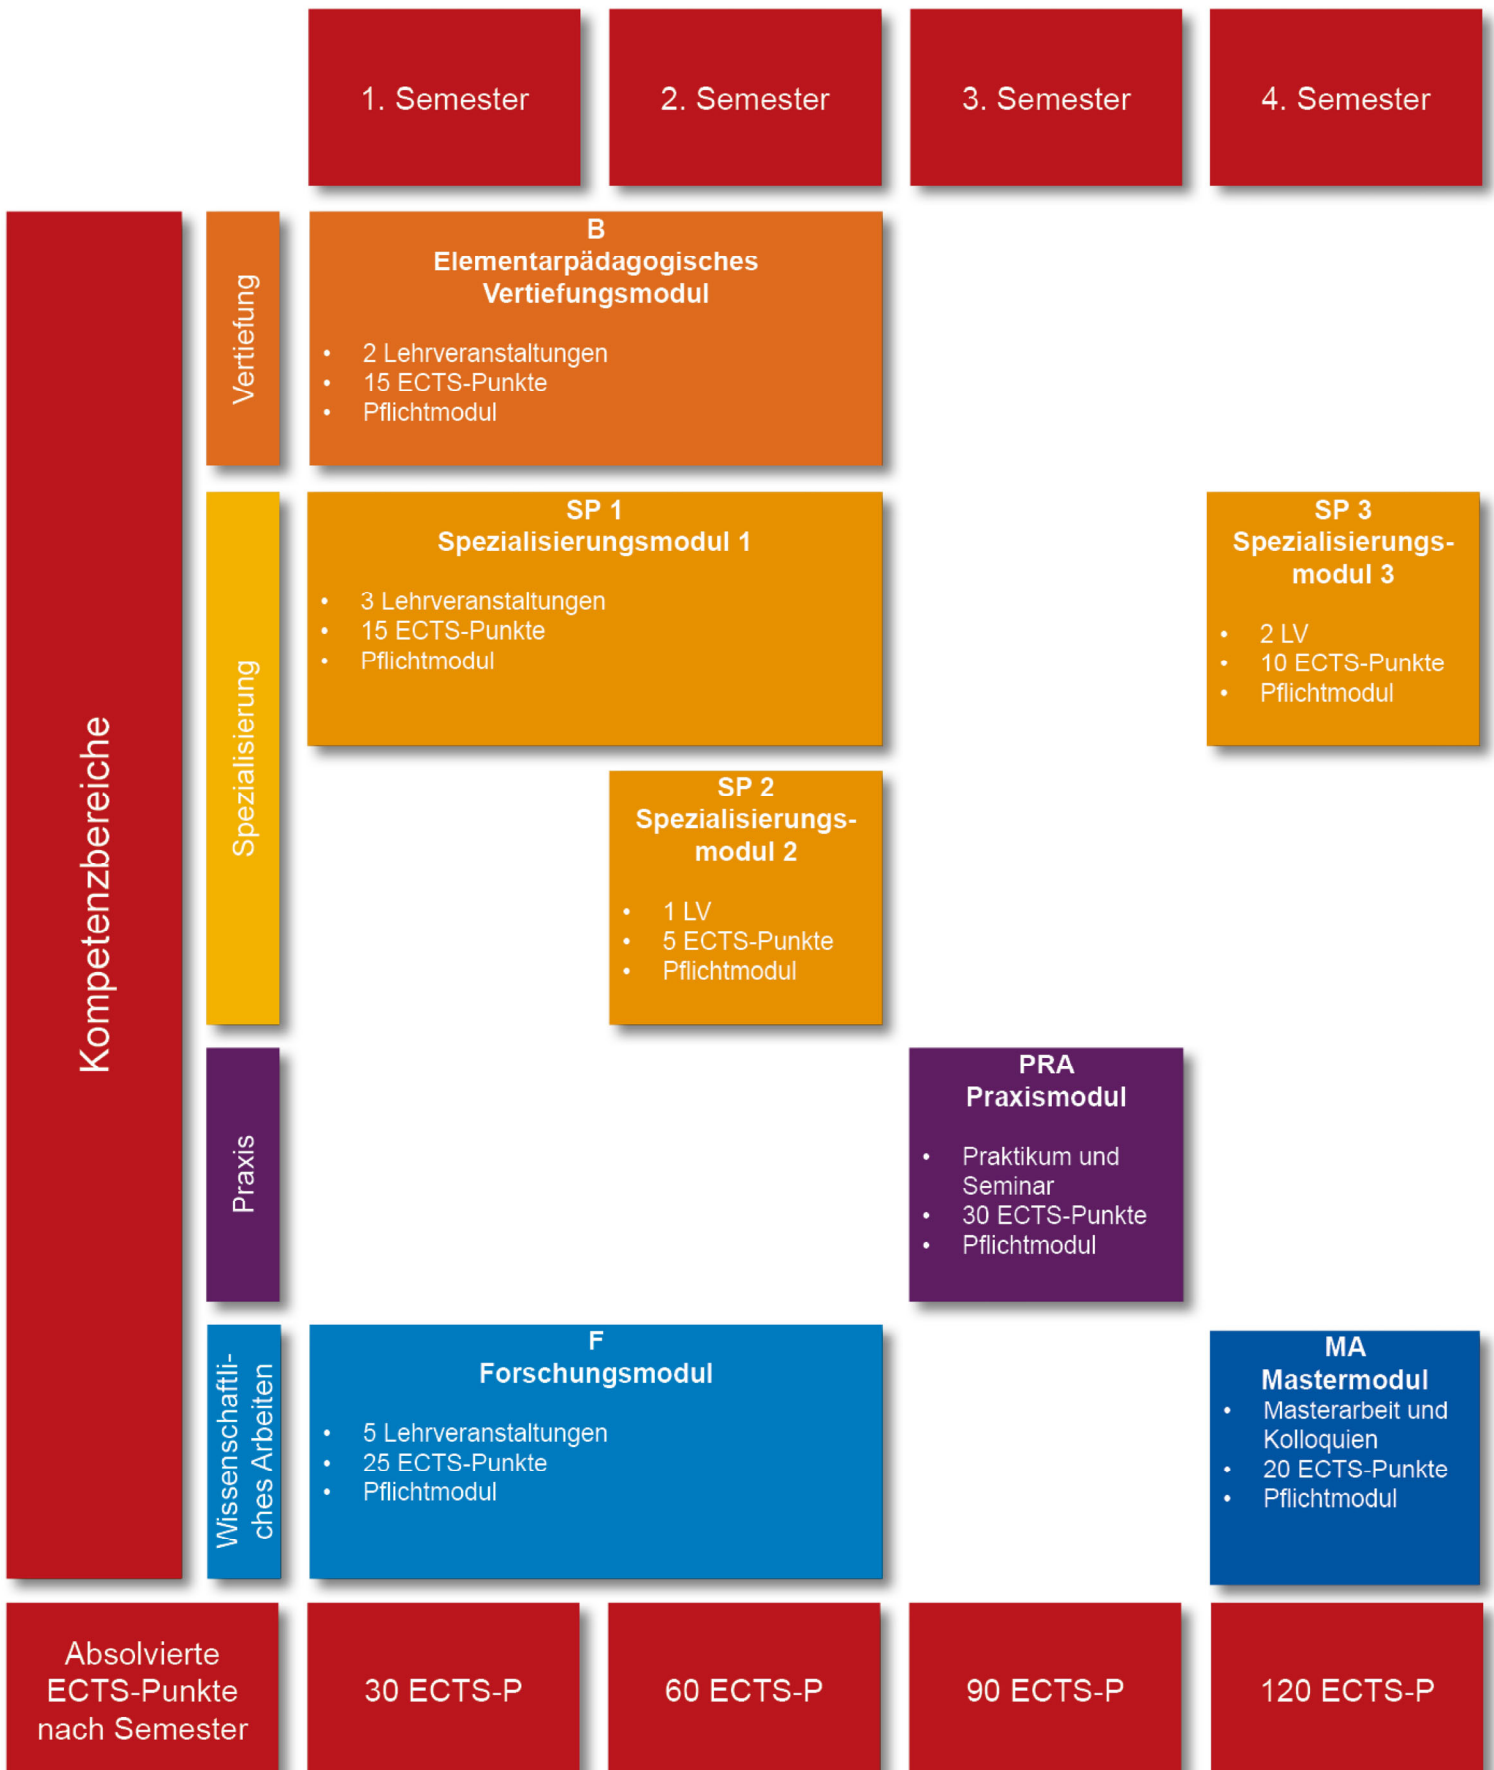 1. Semester
2. Semester
3. Semester
4. Semester
Kompetenzbereiche
Vertiefung
B
Elementarpädagogisches
Vertiefungsmodul
• 2 Lehrveranstaltungen
• 15 ECTS-Punkte
• Pflichtmodul
Spezialisierung
SP 1
Spezialisierungsmodul 1
• 3 Lehrveranstaltungen
• 15 ECTS-Punkte
• Pflichtmodul
SP 3
Spezialisierungs-
modul 3
• 2 LV
• 10 ECTS-Punkte
• Pflichtmodul
SP 2
Spezialisierungs-
modul 2
• 1 LV
• 5 ECTS-Punkte
• Pflichtmodul
Praxis
PRA
Praxismodul
• Praktikum und
Seminar
• 30 ECTS-Punkte
• Pflichtmodul
Wissenschaftli-
ches Arbeiten
F
Forschungsmodul
• 5 Lehrveranstaltungen
• 25 ECTS-Punkte
• Pflichtmodul
MA
Mastermodul
• Masterarbeit und
Kolloquien
• 20 ECTS-Punkte
• Pflichtmodul
Absolvierte
ECTS-Punkte
nach Semester
30 ECTS-P
60 ECTS-P
90 ECTS-P
120 ECTS-P